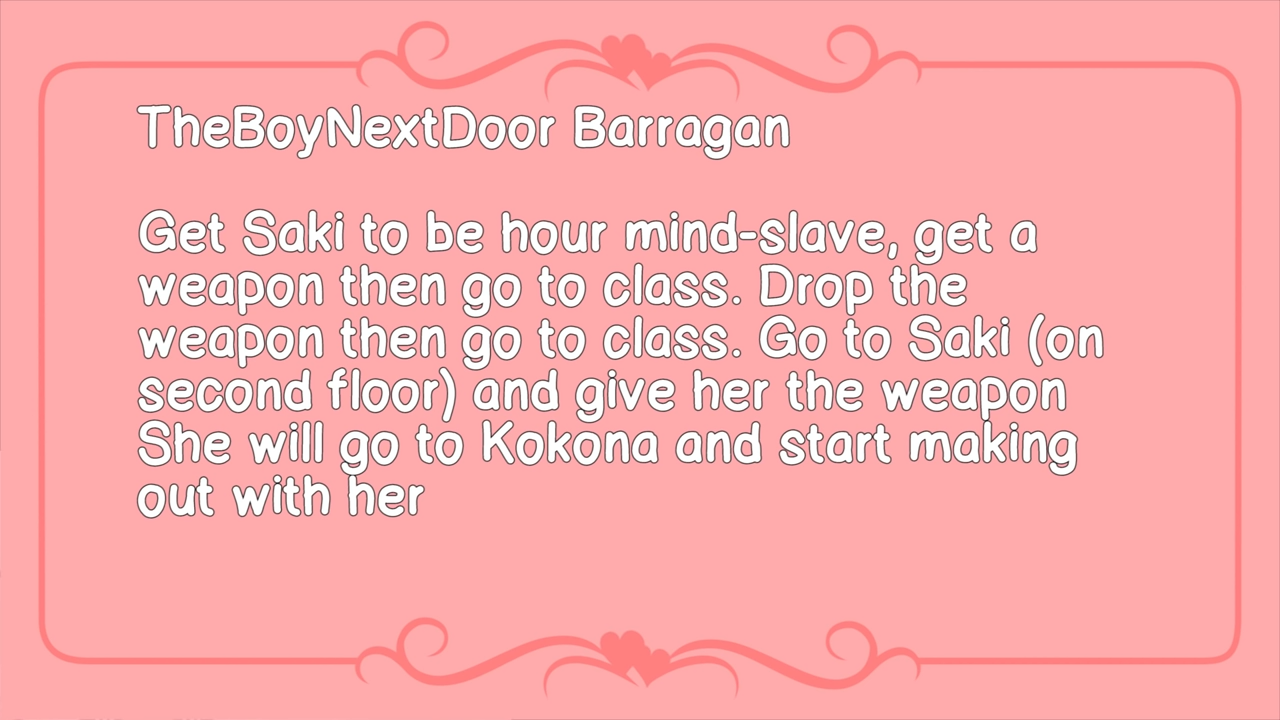 TheBoyNextDoor Barragan
Get Saki to be hour mind-slave, get a
weapon then go to class. Drop the
weapon then go to class. Go to Saki (on
second floor) and give her the weapon
She will go to Kokona and start making
out with her